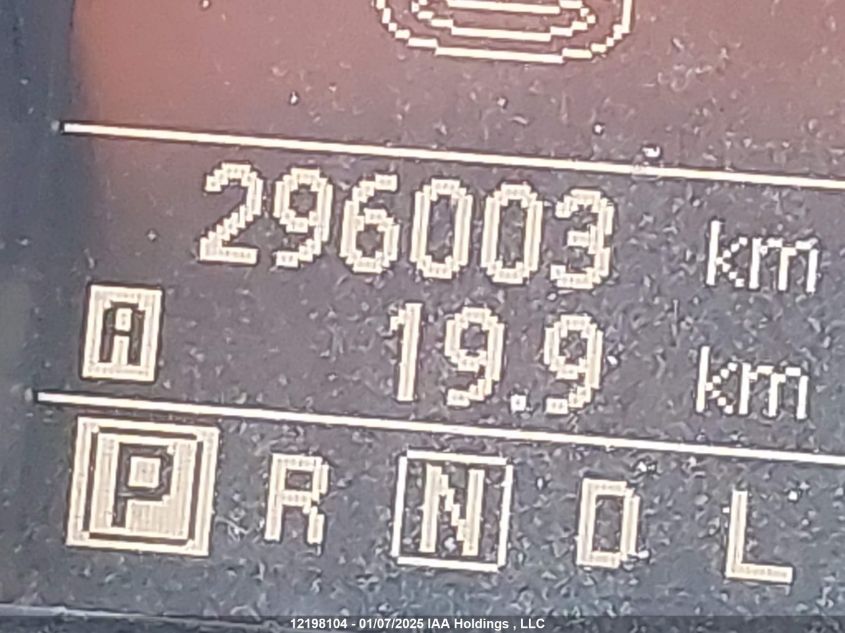 296003 km
A 19.9 km
P R N D L
12198104 - 01/07/2025 IAA Holdings , LLC